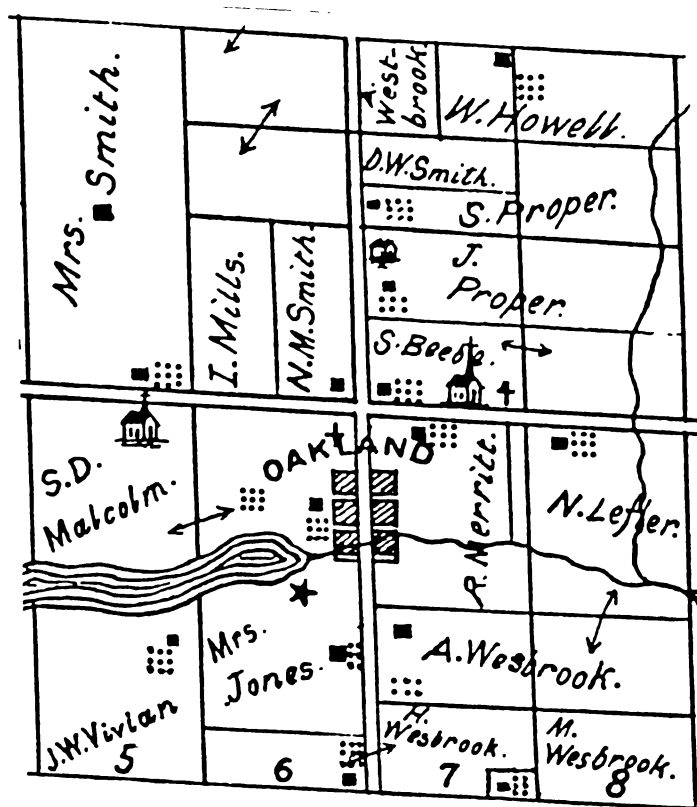 Mrs. Smith.
A. West-
brook.
W. Howell.
D.W. Smith.
S. Proper.
I. Mills.
N.M. Smith.
J.
Proper.
S. Beebe.
4
S.D.
Malcolm.
OAKLAND
R. Merritt.
N. Lefler.
Mrs.
Jones.
A. Wesbrook.
J.W. Vivian
H.
Wesbrook.
M.
Wesbrook.
5
6
7
8